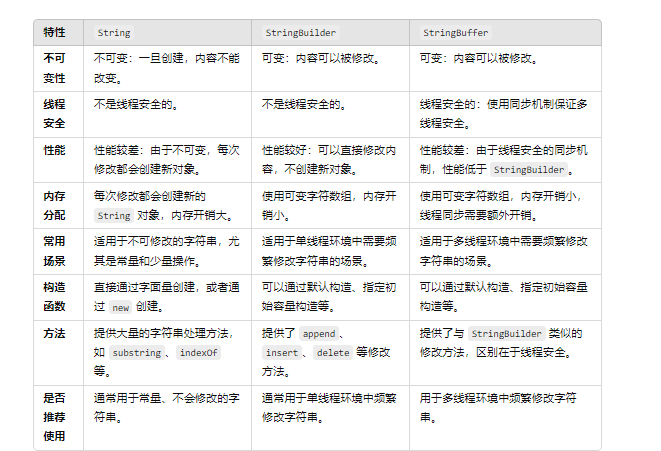 特性 String StringBuilder StringBuffer
不可 不可变：一旦创建，内容不能 可变：内容可以被修改。 可变：内容可以被修改。
变性 改变。
线程 不是线程安全的。 不是线程安全的。 线程安全的：使用同步机制保证多
安全 线程安全。
性能 性能较差：由于不可变，每次 性能较好：可以直接修改内 性能较差：由于线程安全的同步机
修改都会创建新对象。 容，不创建新对象。 制，性能低于 StringBuilder 。
内存 每次修改都会创建新的 使用可变字符数组，内存开 使用可变字符数组，内存开销小，
分配 String 对象，内存开销大。 销小。 线程同步需要额外开销。
常用 适用于不可修改的字符串，尤 适用于单线程环境中需要频 适用于多线程环境中需要频繁修改
场景 其是常量和少量操作。 繁修改字符串的场景。 字符串的场景。
构造 直接通过字面量创建，或者通 可以通过默认构造、指定初 可以通过默认构造、指定初始容量
函数 过 new 创建。 始容量构造等。 构造等。
方法 提供大量的字符串处理方法， 提供了 append 、 提供了与 StringBuilder 类似的
如 substring 、 indexOf insert 、 delete 等修改 修改方法，区别在于线程安全。
等。 方法。
是否 通常用于常量、不会修改的字 通常用于单线程环境中频繁 用于多线程环境中频繁修改字符
推荐 符串。 修改字符串。 串。
使用